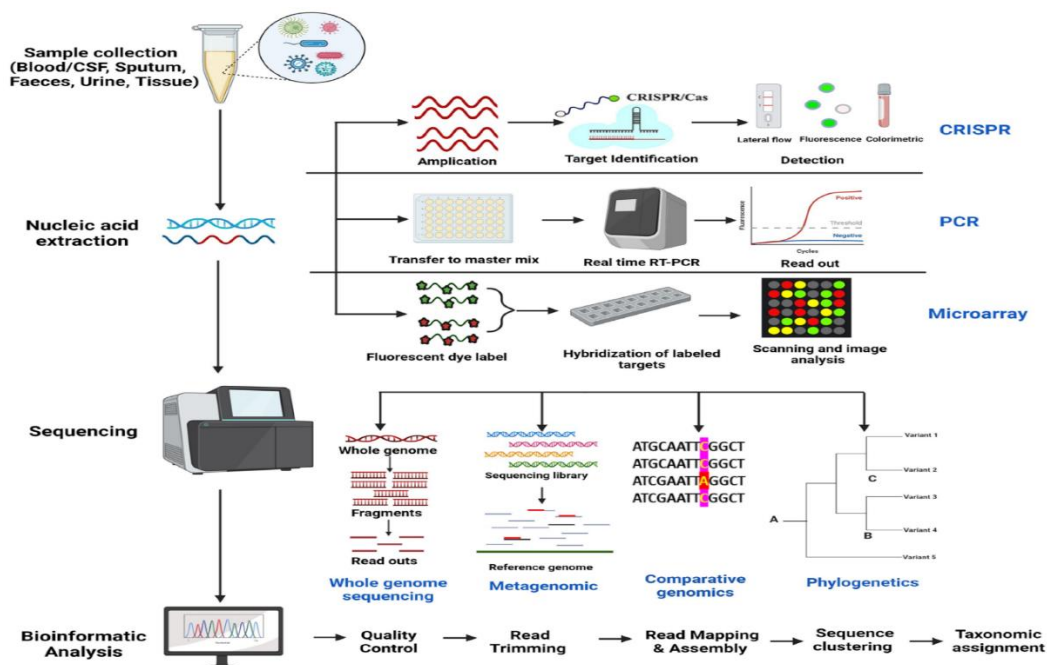 Sample collection
(Blood/CSF, Sputum,
Faeces, Urine, Tissue)
CRISPR/Cas
Lateral flow
Fluorescence
Colorimetric
Amplication
Target Identification
Detection
CRISPR
Nucleic acid
extraction
Fluorescence
Positive
Threshold
Negative
Cycles
Transfer to master mix
Real time RT-PCR
Read out
PCR
Fluorescent dye label
Hybridization of labeled
targets
Scanning and image
analysis
Microarray
Sequencing
Whole genome
Fragments
Read outs
Whole genome
sequencing
Sequencing library
Reference genome
Metagenomic
ATGCAATTCGGCT
ATCGAATTCGGCT
ATCGAATTAGGCT
ATCGAATTCGGCT
Comparative
genomics
Variant 1
Variant 2
C
Variant 3
A
B
Variant 4
Variant 5
Phylogenetics
Bioinformatic
Analysis
Quality
Control
Read
Trimming
Read Mapping
& Assembly
Sequence
clustering
Taxonomic
assignment